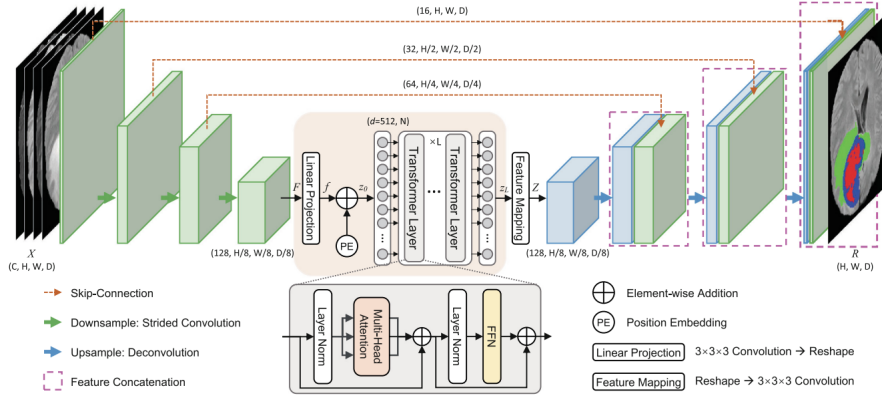 (16, H, W, D)
(32, H/2, W/2, D/2)
(64, H/4, W/4, D/4)
(d=512, N)
×L
F
Linear Projection
f
z0
PE
Transformer Layer
...
Transformer Layer
zL
Feature Mapping
Z
X
(C, H, W, D)
(128, H/8, W/8, D/8)
(128, H/8, W/8, D/8)
R
(H, W, D)
Skip-Connection
Downsample: Strided Convolution
Upsample: Deconvolution
Feature Concatenation
Layer Norm
Multi-Head
Attention
Layer Norm
FFN
Element-wise Addition
PE Position Embedding
Linear Projection 3×3×3 Convolution → Reshape
Feature Mapping Reshape → 3×3×3 Convolution